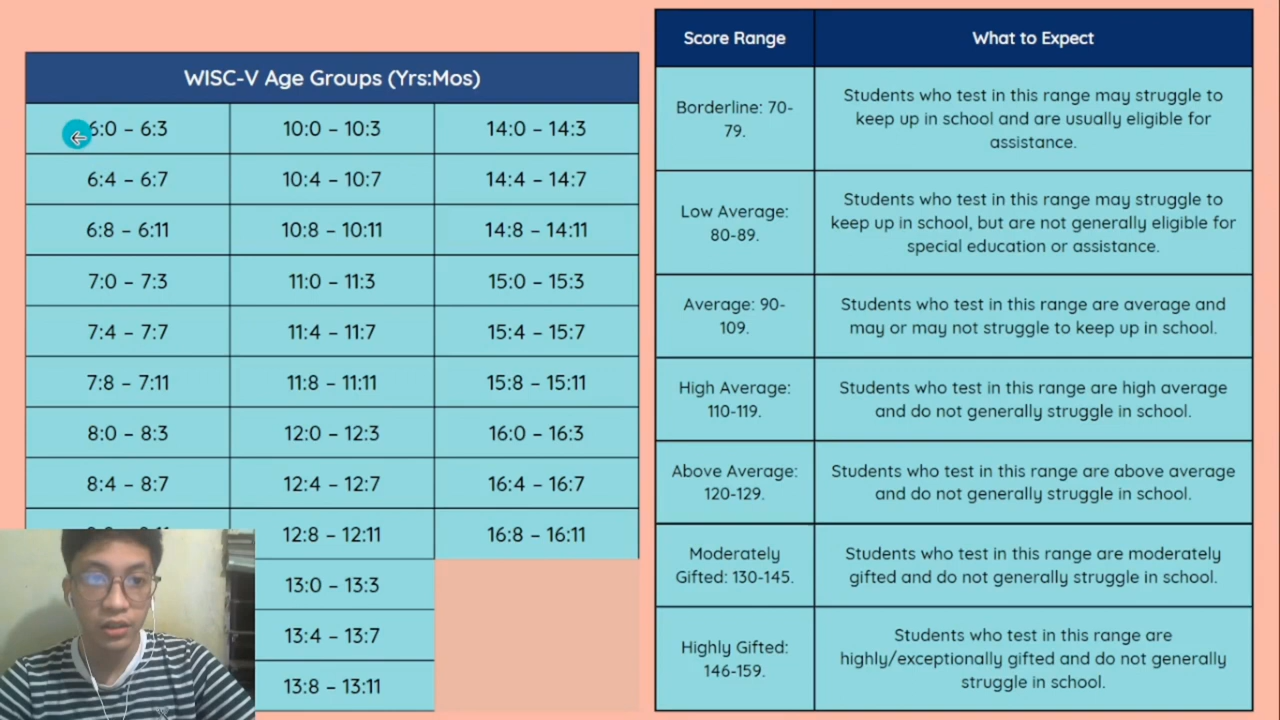 WISC-V Age Groups (Yrs:Mos)
6:0 – 6:3 10:0 – 10:3 14:0 – 14:3
6:4 – 6:7 10:4 – 10:7 14:4 – 14:7
6:8 – 6:11 10:8 – 10:11 14:8 – 14:11
7:0 – 7:3 11:0 – 11:3 15:0 – 15:3
7:4 – 7:7 11:4 – 11:7 15:4 – 15:7
7:8 – 7:11 11:8 – 11:11 15:8 – 15:11
8:0 – 8:3 12:0 – 12:3 16:0 – 16:3
8:4 – 8:7 12:4 – 12:7 16:4 – 16:7
12:8 – 12:11 16:8 – 16:11
13:0 – 13:3
13:4 – 13:7
13:8 – 13:11
Score Range What to Expect
Borderline: 70-
79.
Students who test in this range may struggle to
keep up in school and are usually eligible for
assistance.
Low Average:
80-89.
Students who test in this range may struggle to
keep up in school, but are not generally eligible for
special education or assistance.
Average: 90-
109.
Students who test in this range are average and
may or may not struggle to keep up in school.
High Average:
110-119.
Students who test in this range are high average
and do not generally struggle in school.
Above Average:
120-129.
Students who test in this range are above average
and do not generally struggle in school.
Moderately
Gifted: 130-145.
Students who test in this range are moderately
gifted and do not generally struggle in school.
Highly Gifted:
146-159.
Students who test in this range are
highly/exceptionally gifted and do not generally
struggle in school.